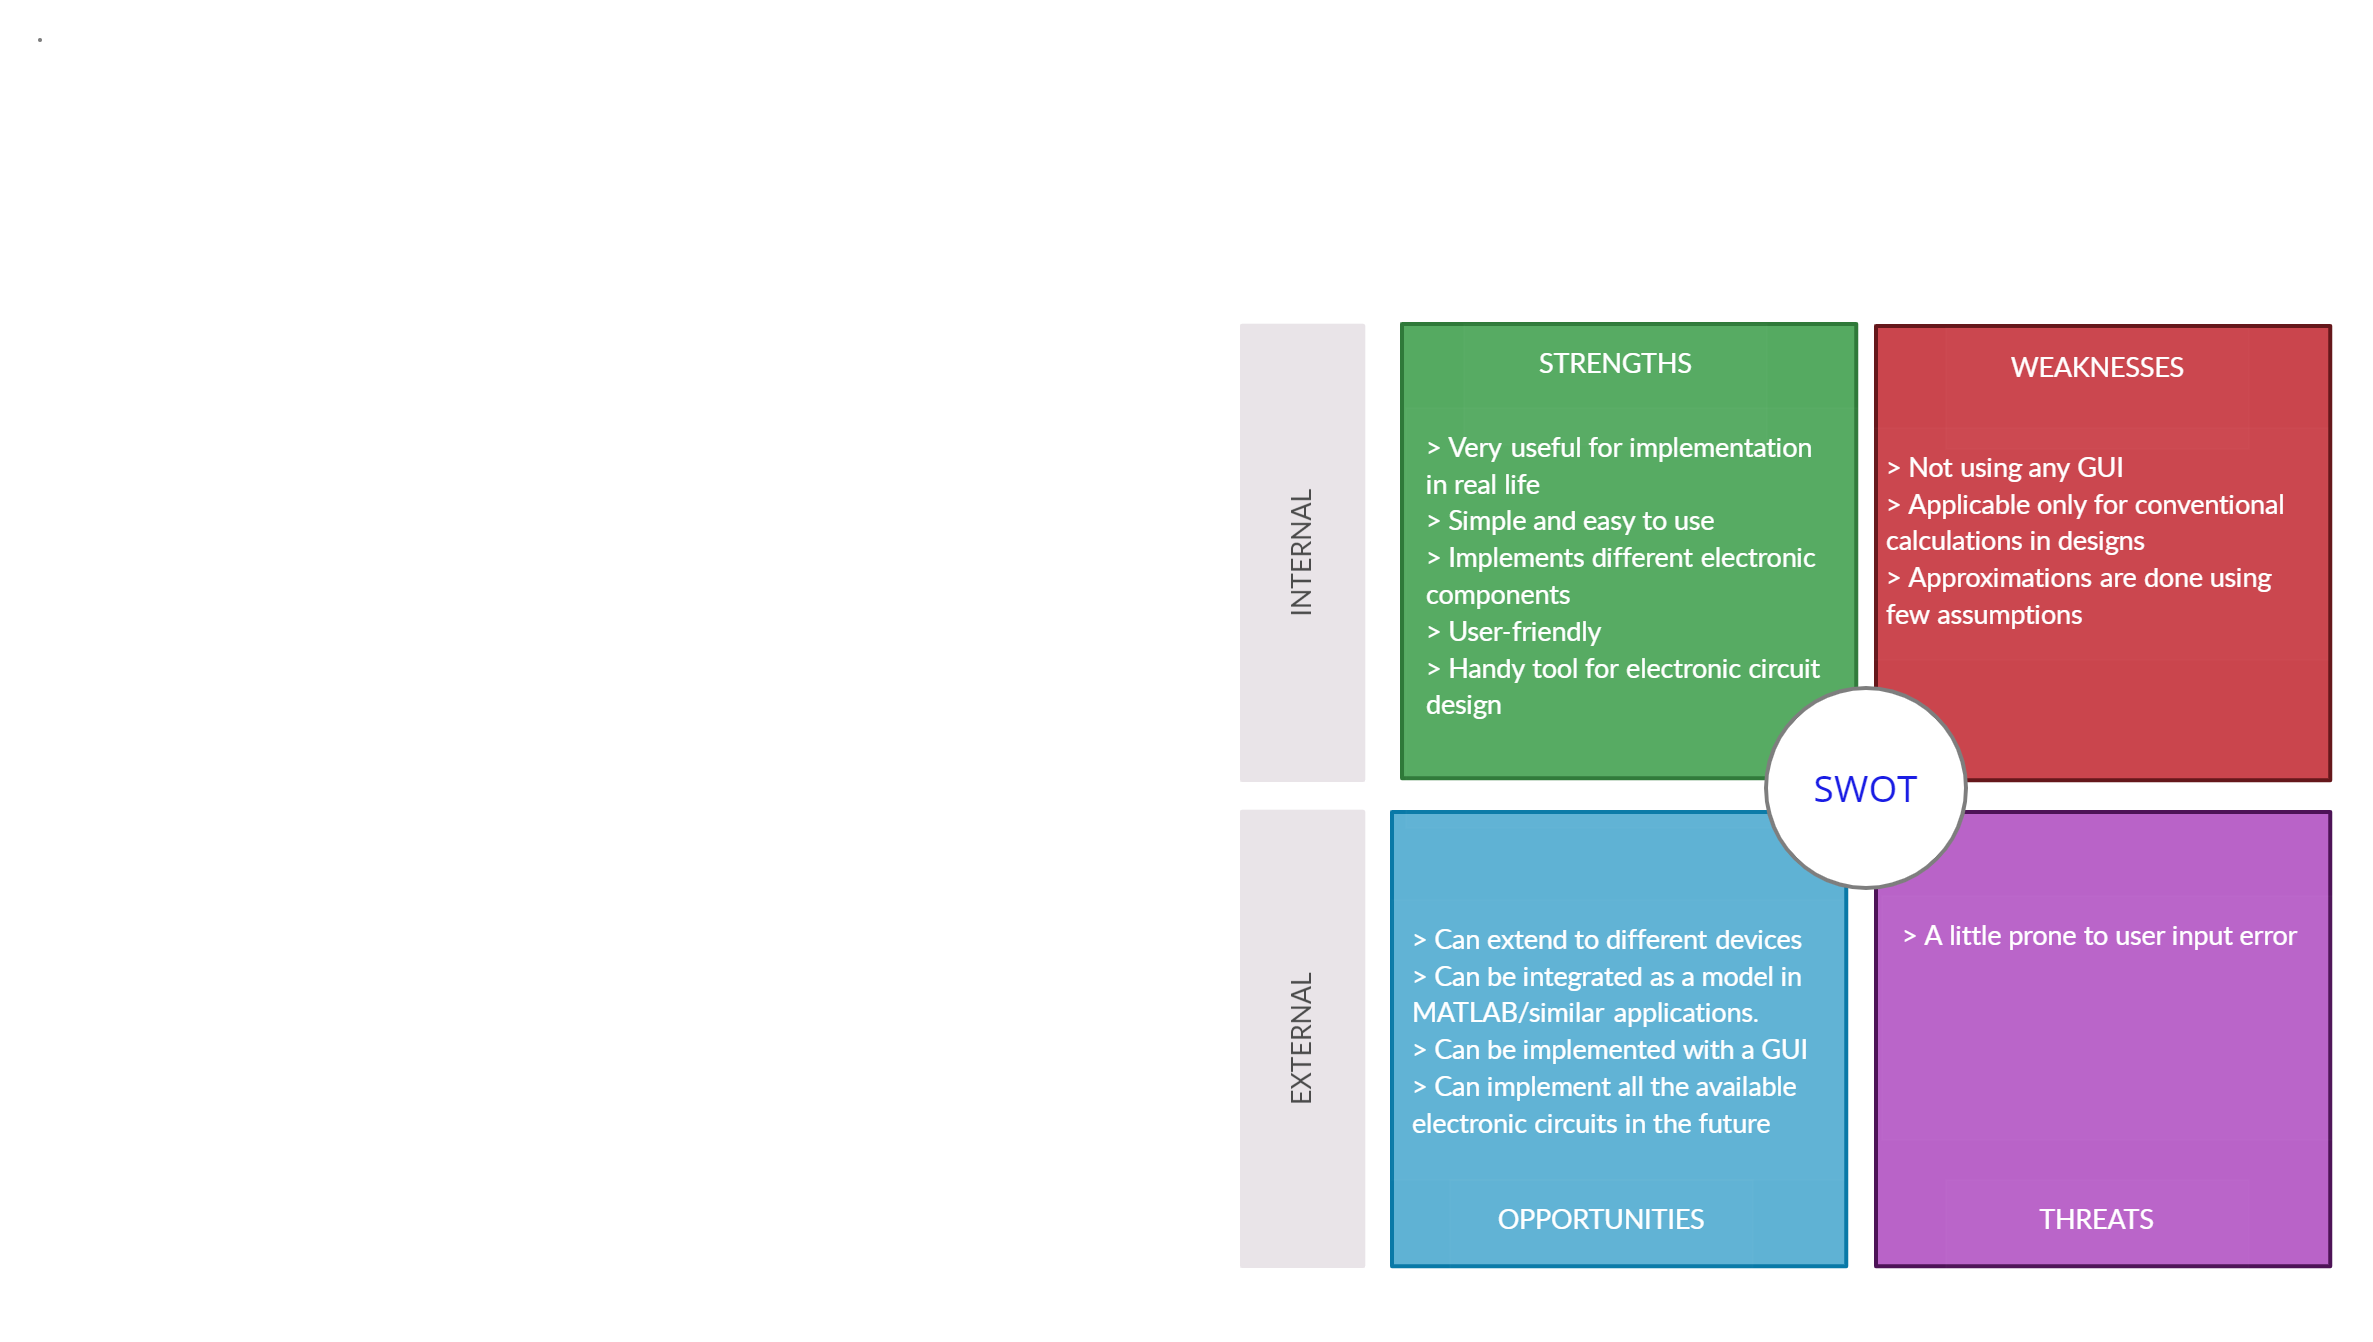 INTERNAL
STRENGTHS
> Very useful for implementation
in real life
> Simple and easy to use
> Implements different electronic
components
> User-friendly
> Handy tool for electronic circuit
design
WEAKNESSES
> Not using any GUI
> Applicable only for conventional
calculations in designs
> Approximations are done using
few assumptions
SWOT
EXTERNAL
> Can extend to different devices
> Can be integrated as a model in
MATLAB/similar applications.
> Can be implemented with a GUI
> Can implement all the available
electronic circuits in the future
OPPORTUNITIES
> A little prone to user input error
THREATS